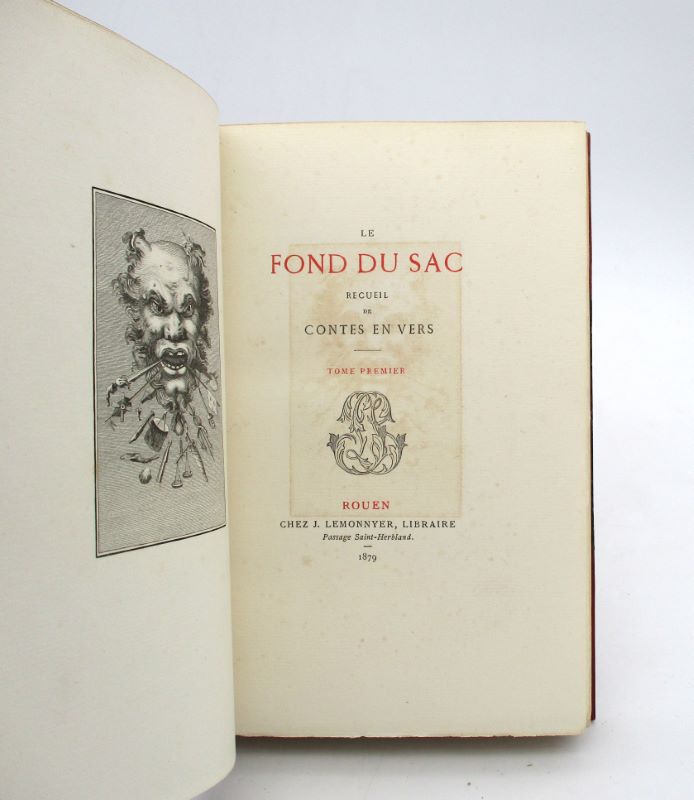 LE
FOND DU SAC
RECUEIL
DE
CONTES EN VERS
TOME PREMIER
ROUEN
CHEZ J. LEMONNYER, LIBRAIRE
Passage Saint-Herbland.
1879